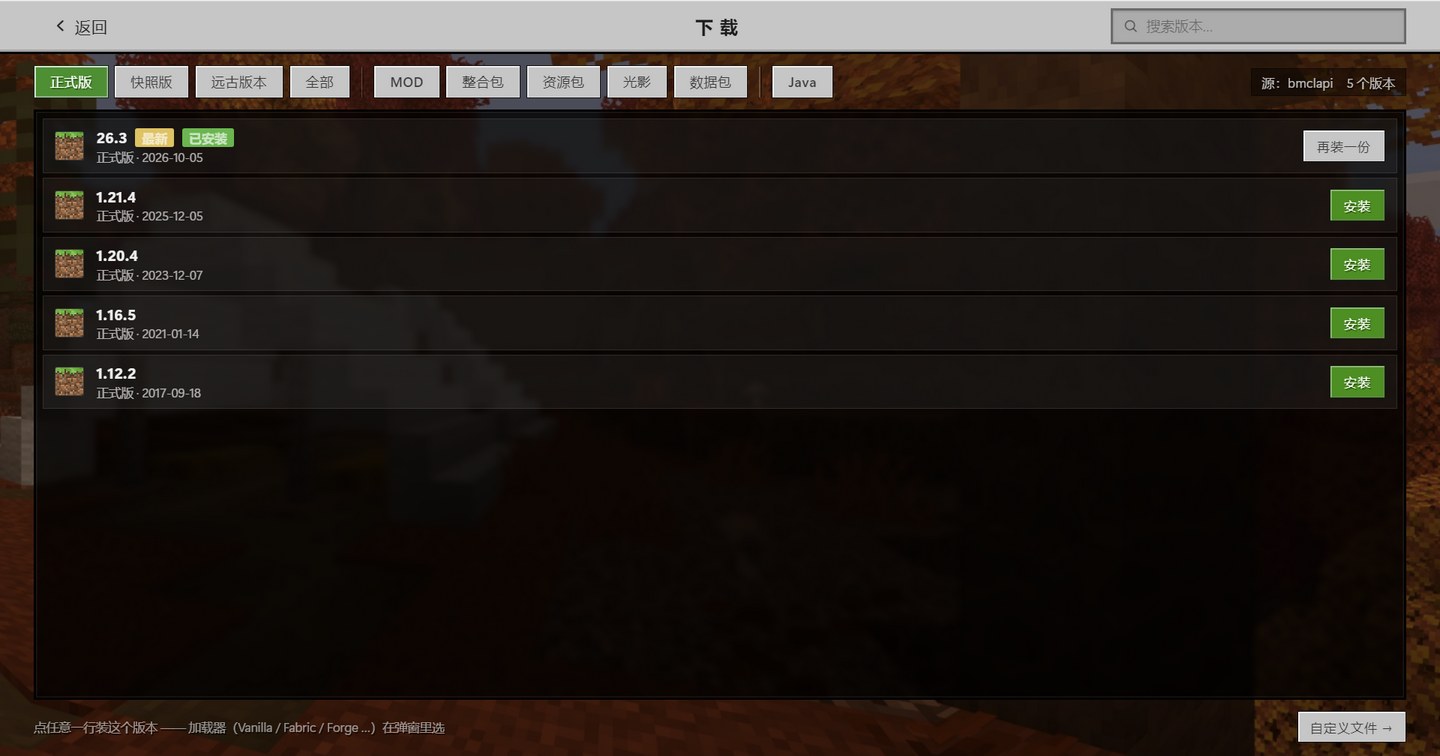 返回
下 载
搜索版本...
正式版 快照版 远古版本 全部 MOD 整合包 资源包 光影 数据包 Java 源：bmclapi 5 个版本
26.3 最新 已安装
正式版 · 2026-10-05
再装一份
1.21.4
正式版 · 2025-12-05
安装
1.20.4
正式版 · 2023-12-07
安装
1.16.5
正式版 · 2021-01-14
安装
1.12.2
正式版 · 2017-09-18
安装
点任意一行装这个版本 —— 加载器（Vanilla / Fabric / Forge ...）在弹窗里选
自定义文件 →